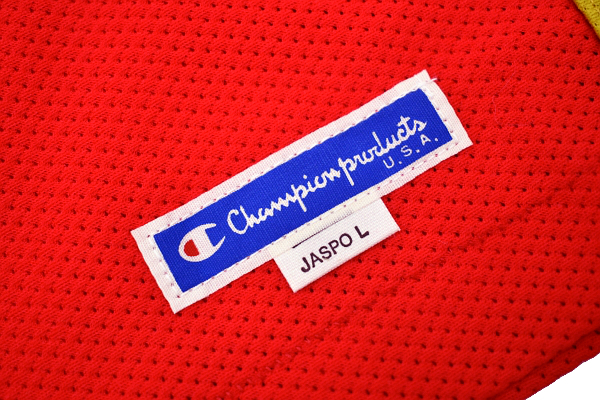 Champion products
U.S.A.
JASPO L